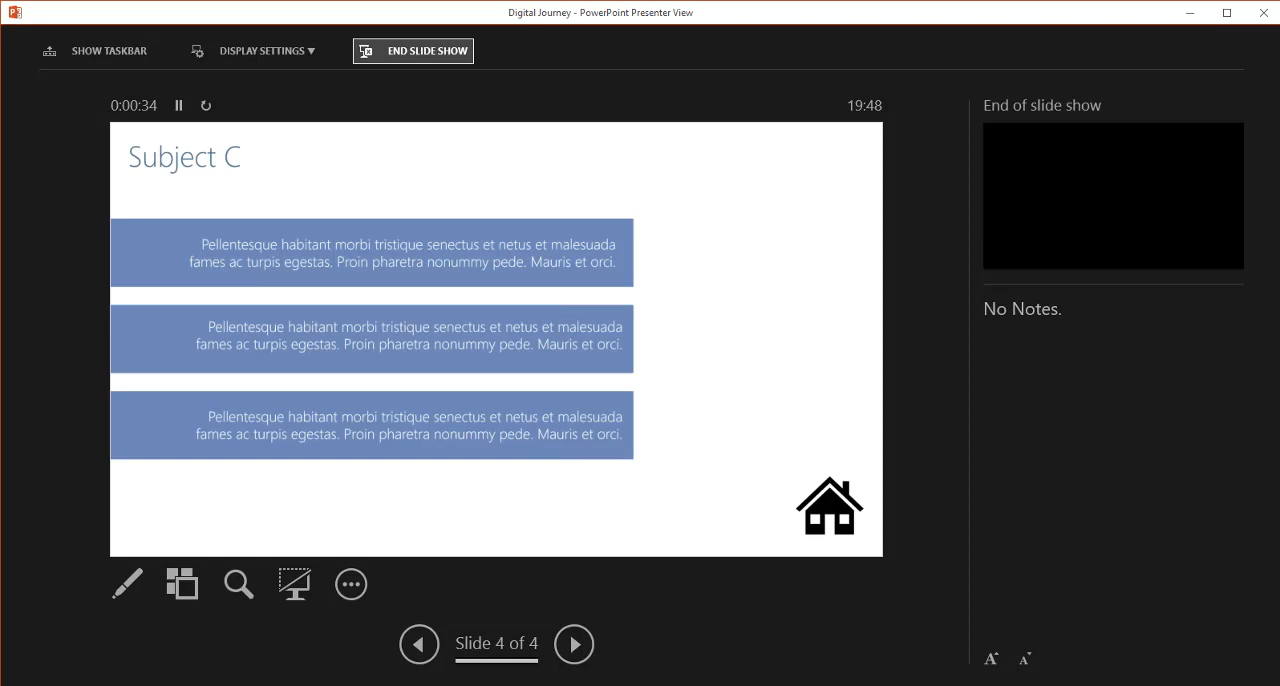 Digital Journey - PowerPoint Presenter View
SHOW TASKBAR DISPLAY SETTINGS ▼ END SLIDE SHOW
0:00:34 19:48
Subject C
Pellentesque habitant morbi tristique senectus et netus et malesuada
fames ac turpis egestas. Proin pharetra nonummy pede. Mauris et orci.
Pellentesque habitant morbi tristique senectus et netus et malesuada
fames ac turpis egestas. Proin pharetra nonummy pede. Mauris et orci.
Pellentesque habitant morbi tristique senectus et netus et malesuada
fames ac turpis egestas. Proin pharetra nonummy pede. Mauris et orci.
Slide 4 of 4
End of slide show
No Notes.
A A